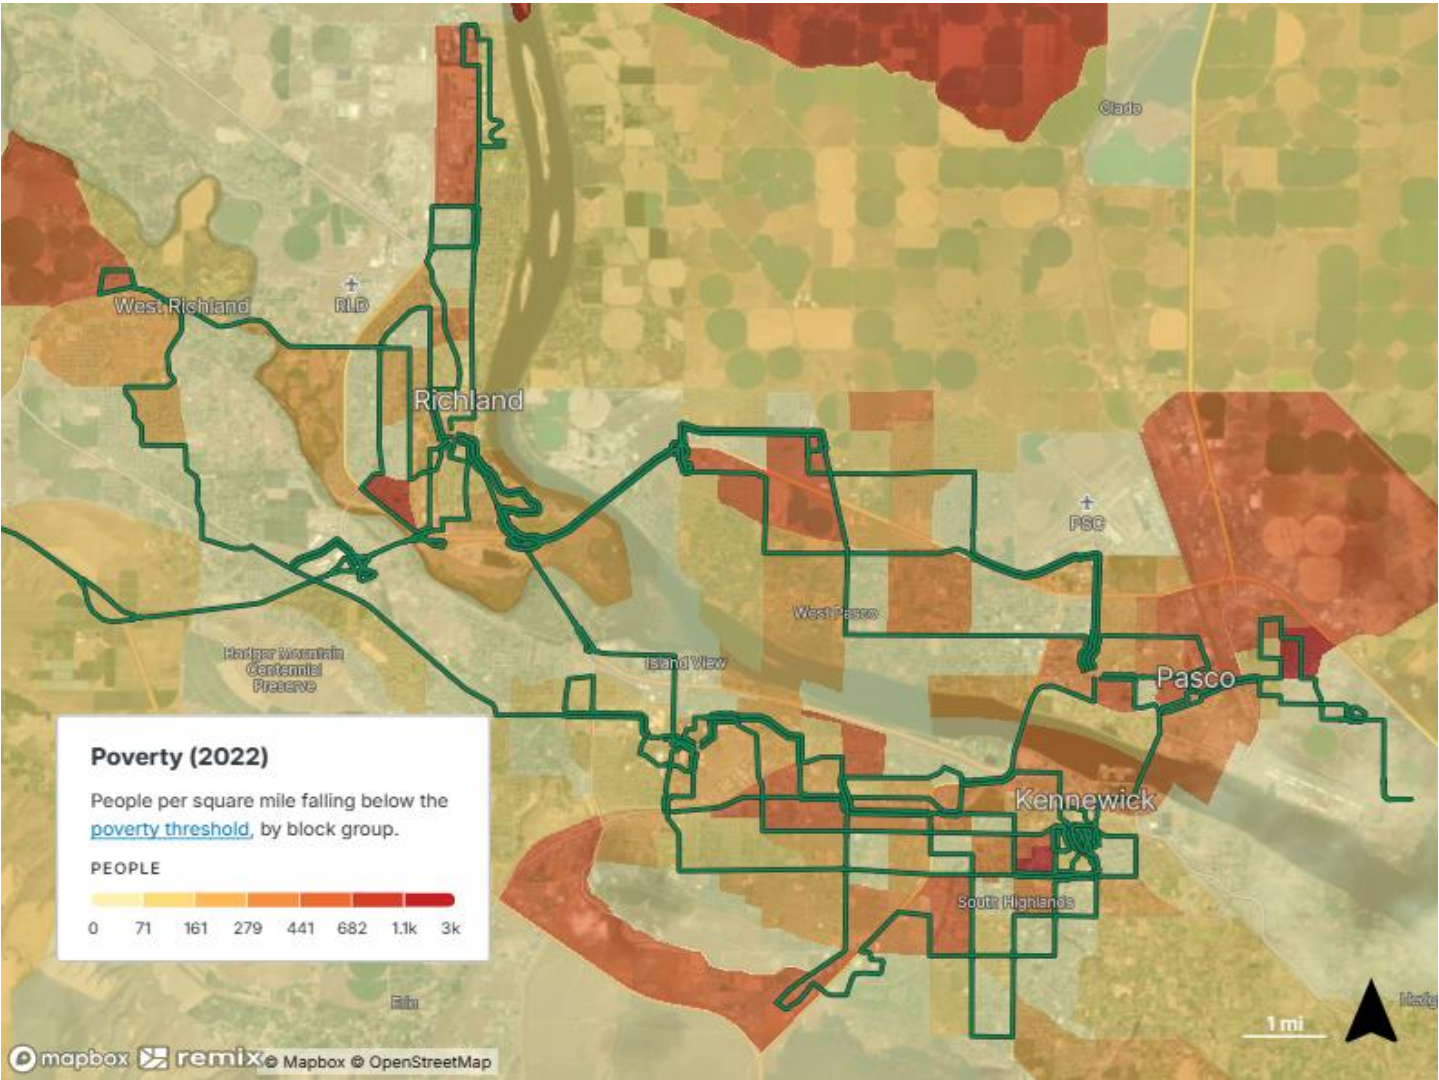 Glade
West Richland
RLD
Richland
PSC
West Pasco
Island View
Badger Mountain
Centennial
Preserve
Pasco
Poverty (2022)
People per square mile falling below the
poverty threshold, by block group.
PEOPLE
0 71 161 279 441 682 1.1k 3k
Kennewick
South Highlands
1 mi
mapbox remix © Mapbox © OpenStreetMap